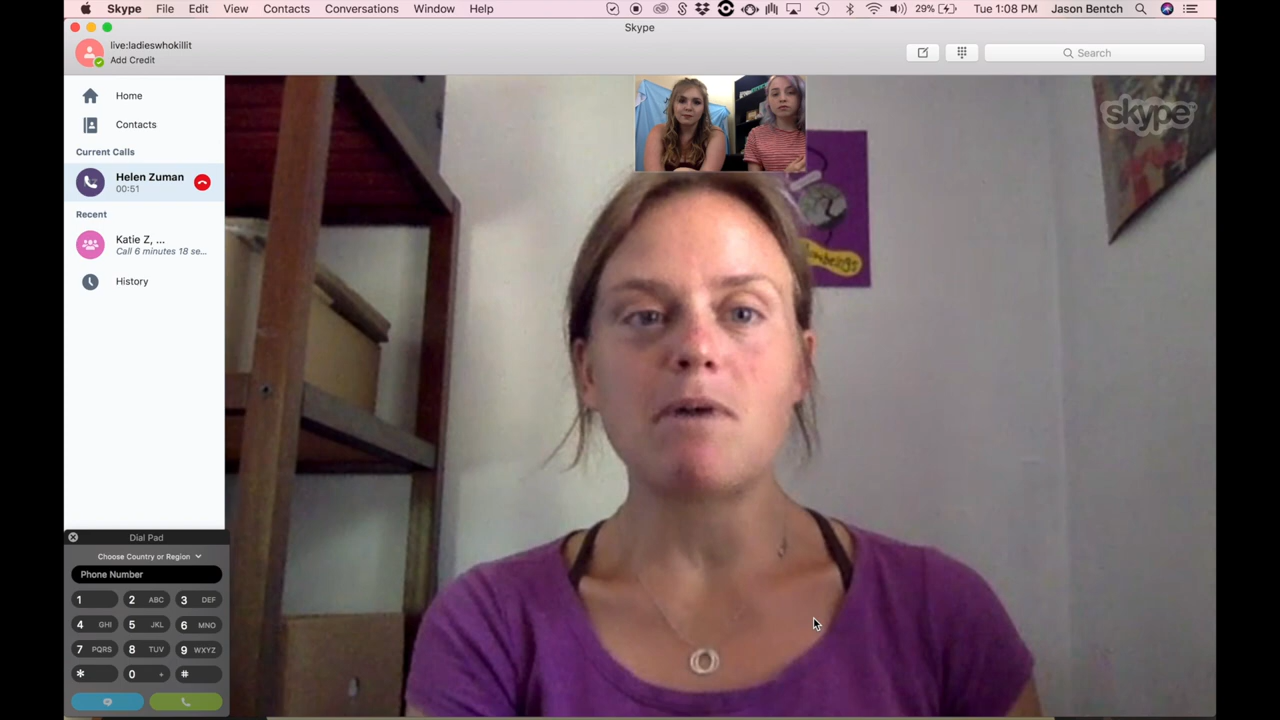 Skype File Edit View Contacts Conversations Window Help 29% Tue 1:08 PM Jason Bentch
Skype
live:ladieswhokillit
Add Credit
Search
Home
Contacts
Current Calls
Helen Zuman
00:51
Recent
Katie Z, ...
Call 6 minutes 18 se...
History
skype
Dial Pad
Choose Country or Region
Phone Number
1 2 ABC 3 DEF
4 GHI 5 JKL 6 MNO
7 PQRS 8 TUV 9 WXYZ
* 0 + #